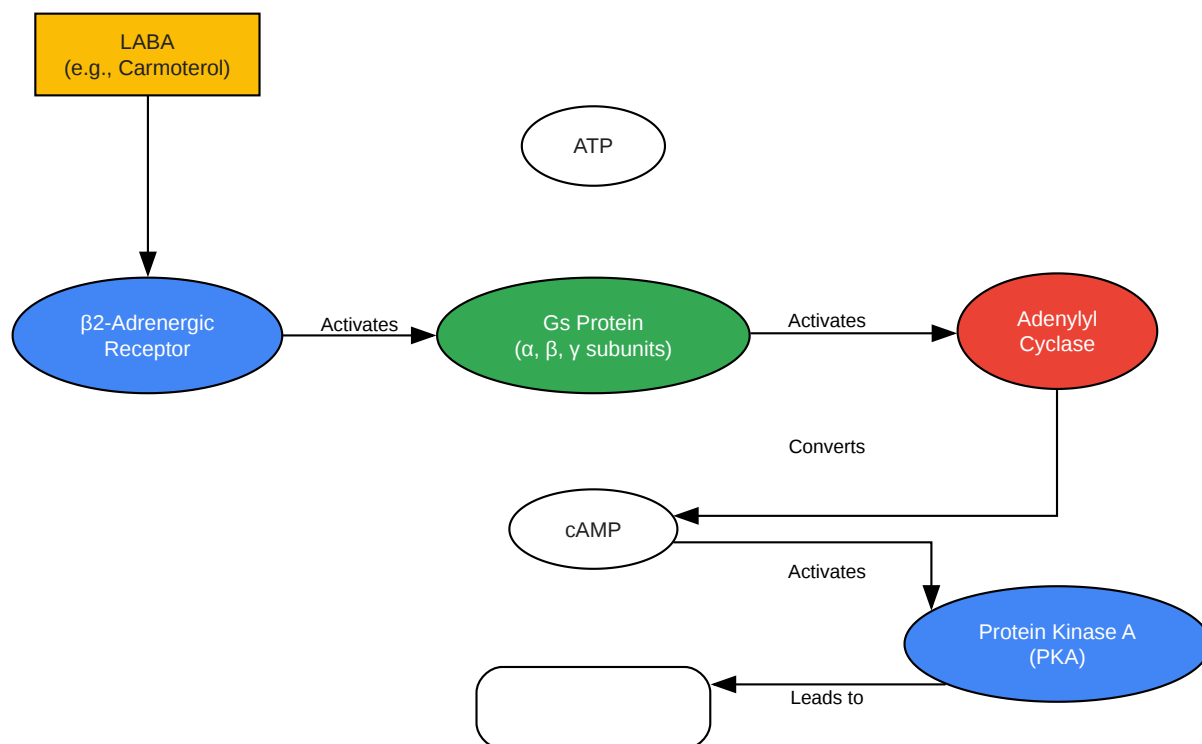 LABA
(e.g., Carmoterol)
ATP
β2-Adrenergic
Receptor
Activates
Gs Protein
(α, β, γ subunits)
Activates
Adenylyl
Cyclase
Converts
cAMP
Activates
Protein Kinase A
(PKA)
Leads to